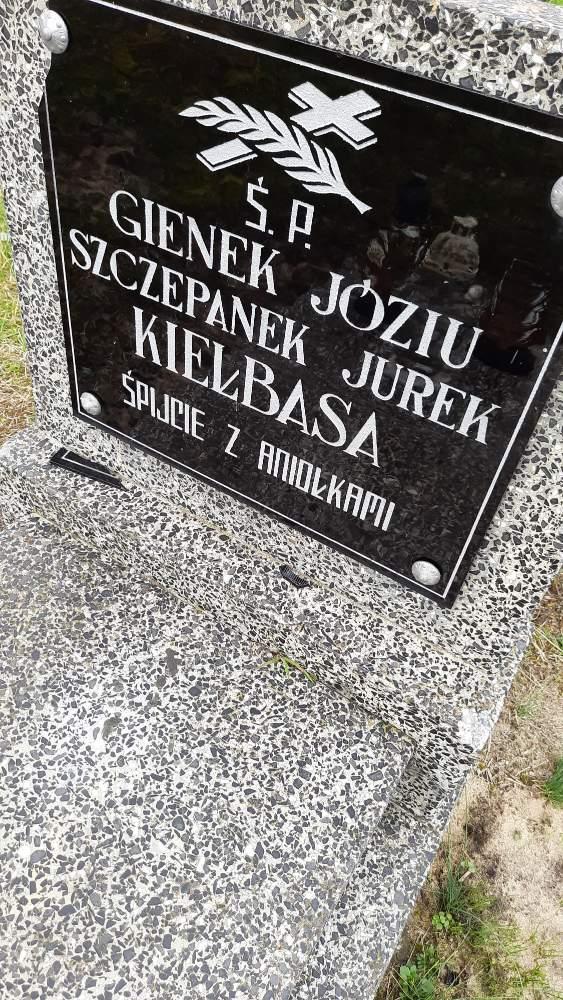 Ś. P.
GIENEK JÓZIU
SZCZEPANEK JUREK
KIEŁBASA
ŚPIJCIE Z ANIOŁKAMI